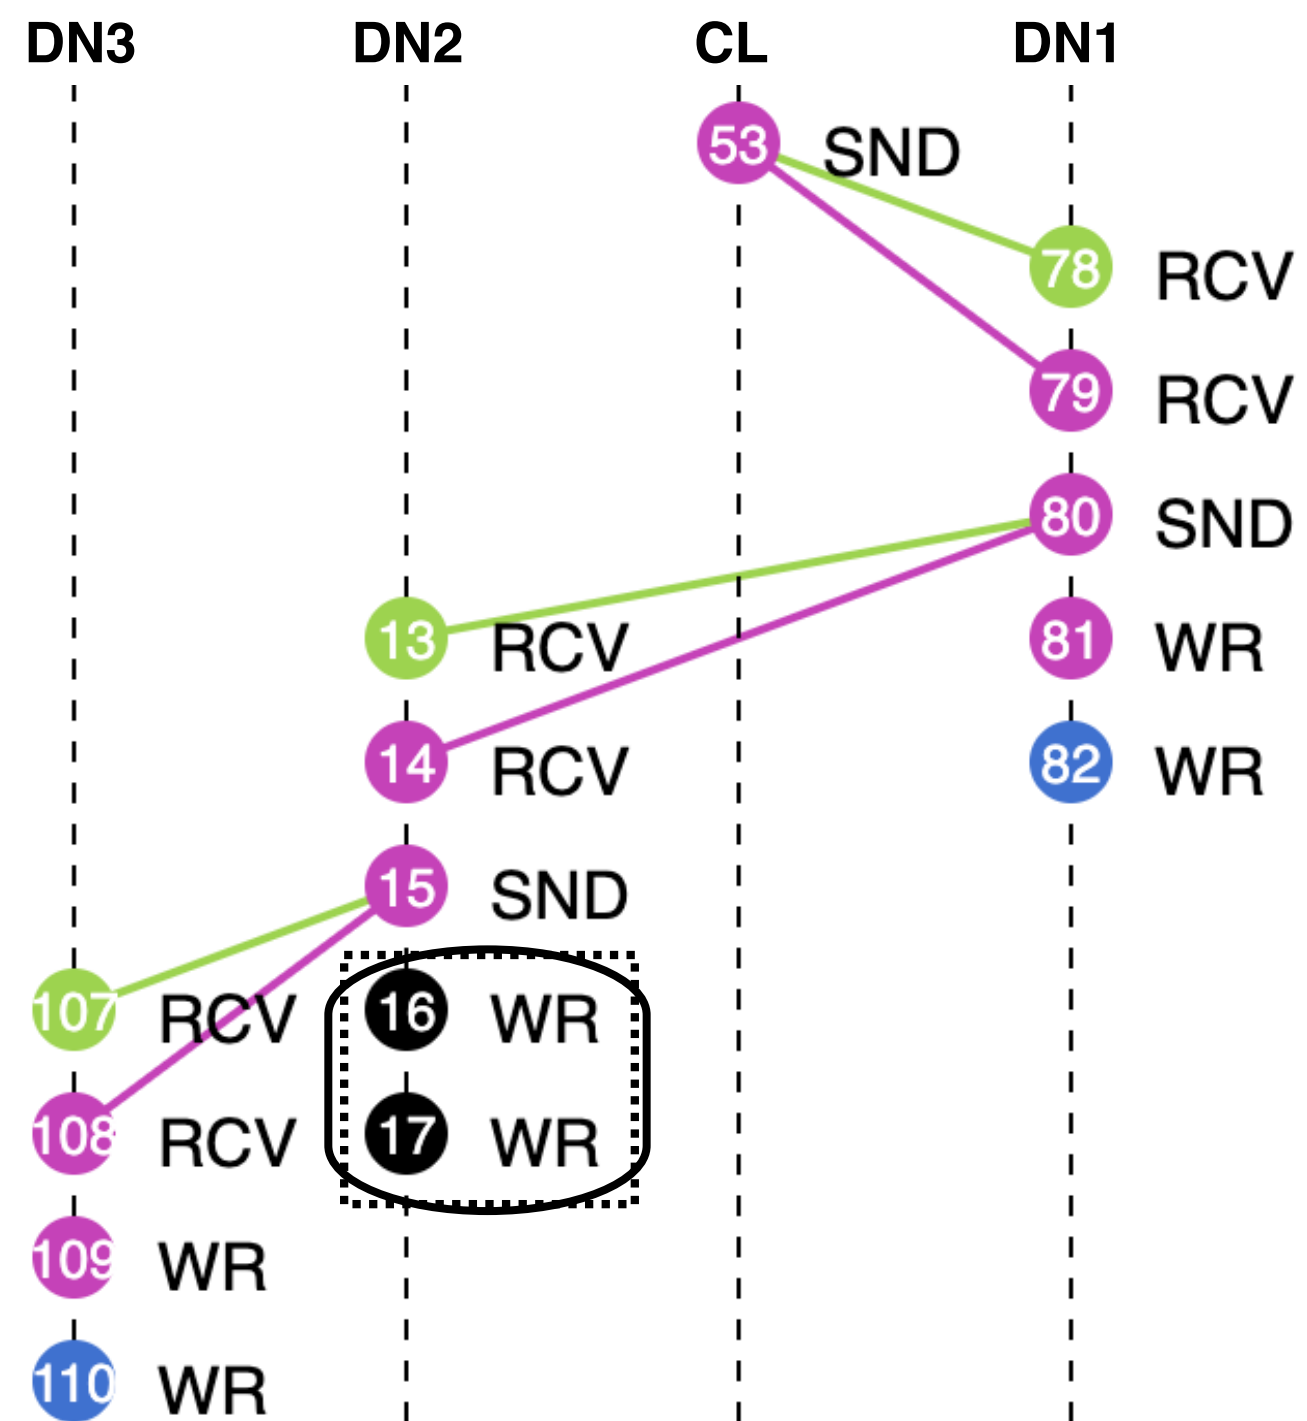 DN3 DN2 CL DN1
53 SND
78 RCV
79 RCV
80 SND
13 RCV 81 WR
14 RCV 82 WR
15 SND
107 RCV 16 WR
108 RCV 17 WR
109 WR
110 WR